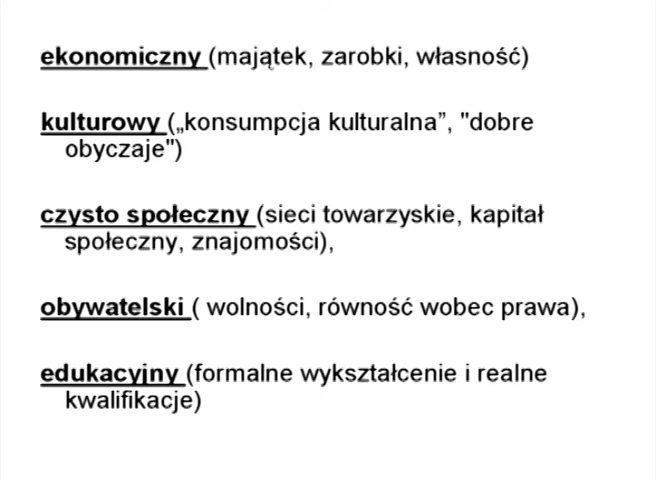 ekonomiczny (majątek, zarobki, własność)
kulturowy („konsumpcja kulturalna”, "dobre
obyczaje")
czysto społeczny (sieci towarzyskie, kapitał
społeczny, znajomości),
obywatelski ( wolności, równość wobec prawa),
edukacyjny (formalne wykształcenie i realne
kwalifikacje)